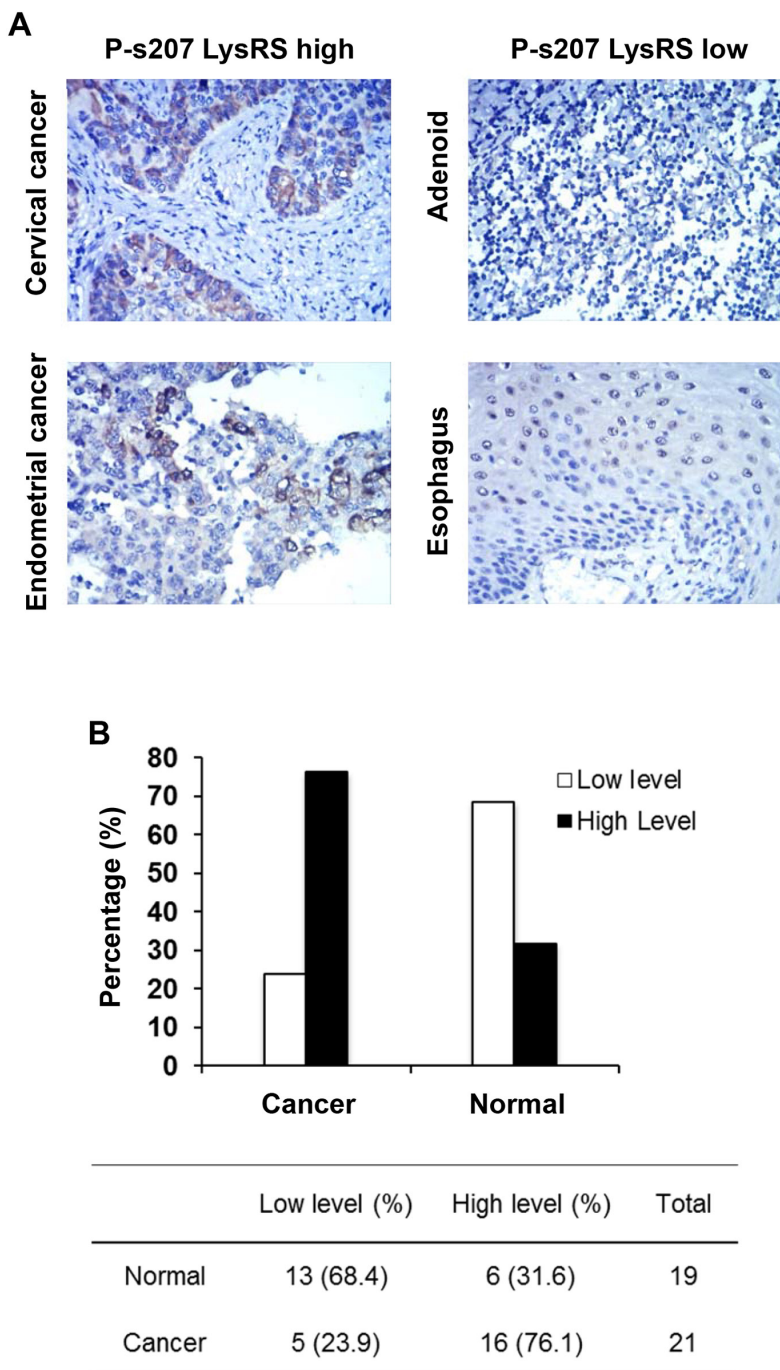 A
P-s207 LysRS high
P-s207 LysRS low
Cervical cancer
Adenoid
Endometrial cancer
Esophagus
B
80
70
60
50
40
30
20
10
0
Percentage (%)
Low level
High Level
Cancer
Normal
Low level (%) High level (%) Total
Normal 13 (68.4) 6 (31.6) 19
Cancer 5 (23.9) 16 (76.1) 21